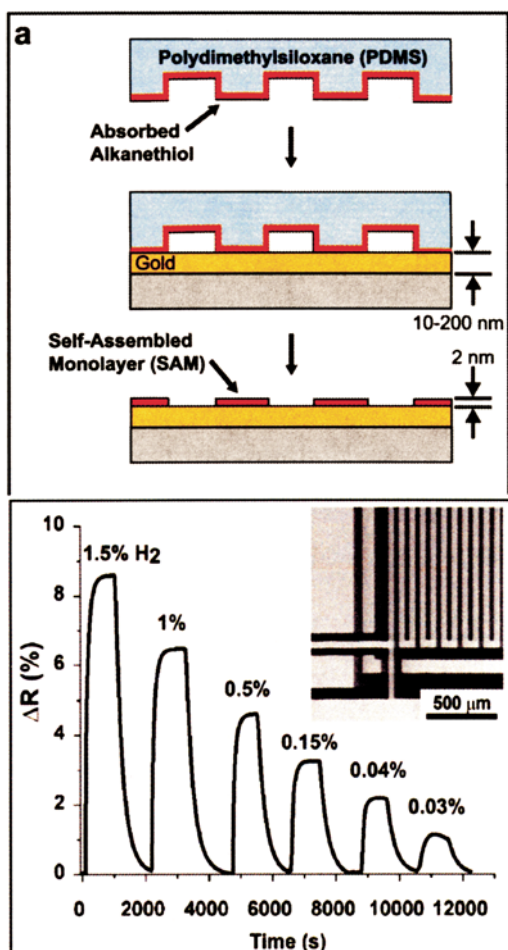 a
Polydimethylsiloxane (PDMS)
Absorbed
Alkanethiol
Gold
10-200 nm
Self-Assembled
Monolayer (SAM)
2 nm
10
8
6
4
2
0
ΔR (%)
1.5% H2
1%
0.5%
0.15%
0.04%
0.03%
500 μm
0 2000 4000 6000 8000 10000 12000
Time (s)